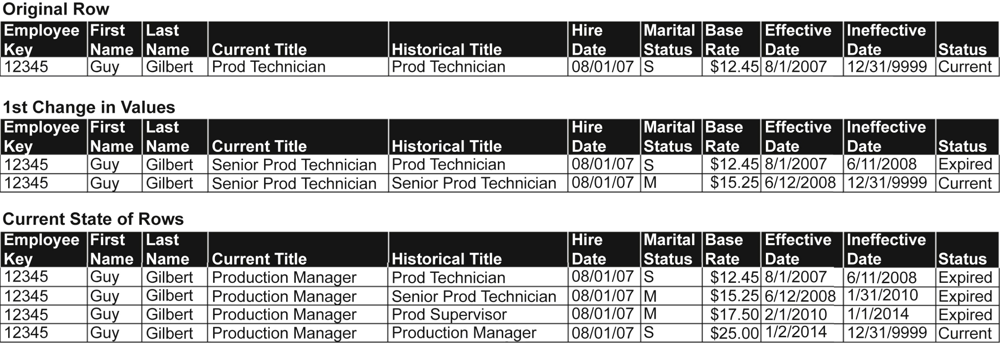 Original Row
Employee Key First Name Last Name Current Title Historical Title Hire Date Marital Status Base Rate Effective Date Ineffective Date Status
12345 Guy Gilbert Prod Technician Prod Technician 08/01/07 S $12.45 8/1/2007 12/31/9999 Current
1st Change in Values
Employee Key First Name Last Name Current Title Historical Title Hire Date Marital Status Base Rate Effective Date Ineffective Date Status
12345 Guy Gilbert Senior Prod Technician Prod Technician 08/01/07 S $12.45 8/1/2007 6/11/2008 Expired
12345 Guy Gilbert Senior Prod Technician Senior Prod Technician 08/01/07 M $15.25 6/12/2008 12/31/9999 Current
Current State of Rows
Employee Key First Name Last Name Current Title Historical Title Hire Date Marital Status Base Rate Effective Date Ineffective Date Status
12345 Guy Gilbert Production Manager Prod Technician 08/01/07 S $12.45 8/1/2007 6/11/2008 Expired
12345 Guy Gilbert Production Manager Senior Prod Technician 08/01/07 M $15.25 6/12/2008 1/31/2010 Expired
12345 Guy Gilbert Production Manager Prod Supervisor 08/01/07 M $17.50 2/1/2010 1/1/2014 Expired
12345 Guy Gilbert Production Manager Production Manager 08/01/07 S $25.00 1/2/2014 12/31/9999 Current